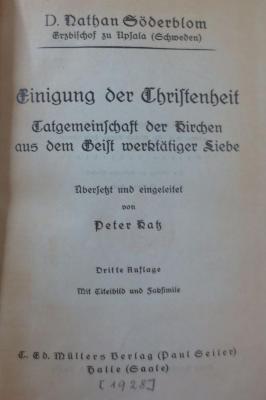 D. Nathan Söderblom
Erzbischof zu Upsala (Schweden)
Einigung der Christenheit
Tatgemeinschaft der Kirchen
aus dem Geist werktätiger Liebe
Übersetzt und eingeleitet
von
Peter Katz
Dritte Auflage
Mit Titelbild und Faksimile
C. Ed. Müllers Verlag (Paul Seiler)
Halle (Saale)
[1928]